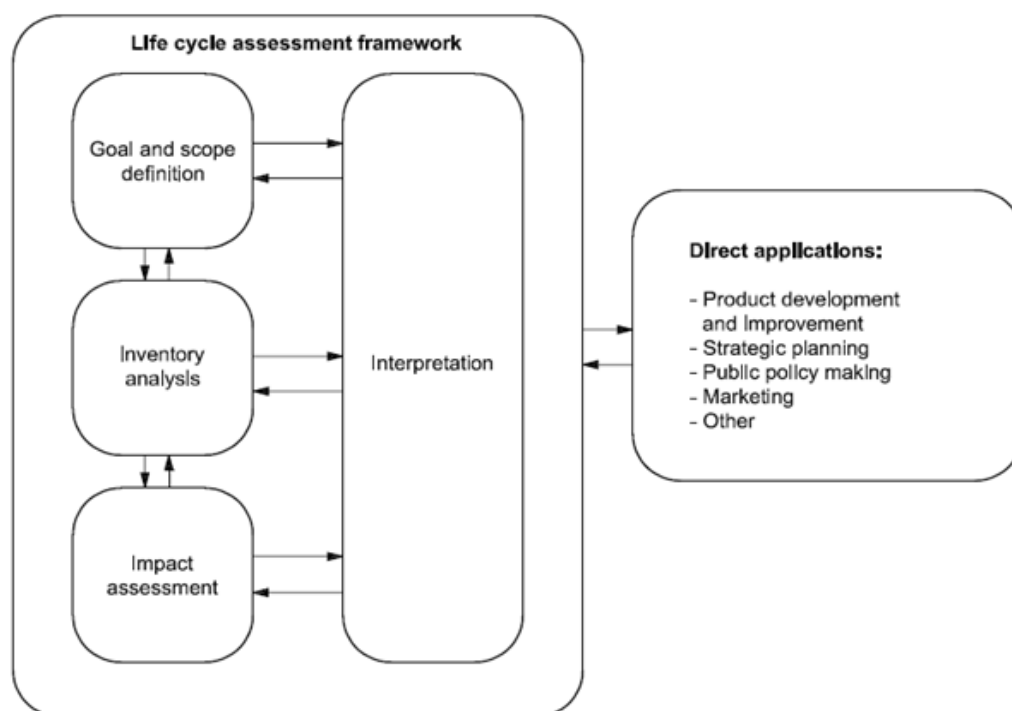 Life cycle assessment framework
Goal and scope
definition
Inventory
analysis
Impact
assessment
Interpretation
Direct applications:
- Product development
and Improvement
- Strategic planning
- Public policy making
- Marketing
- Other